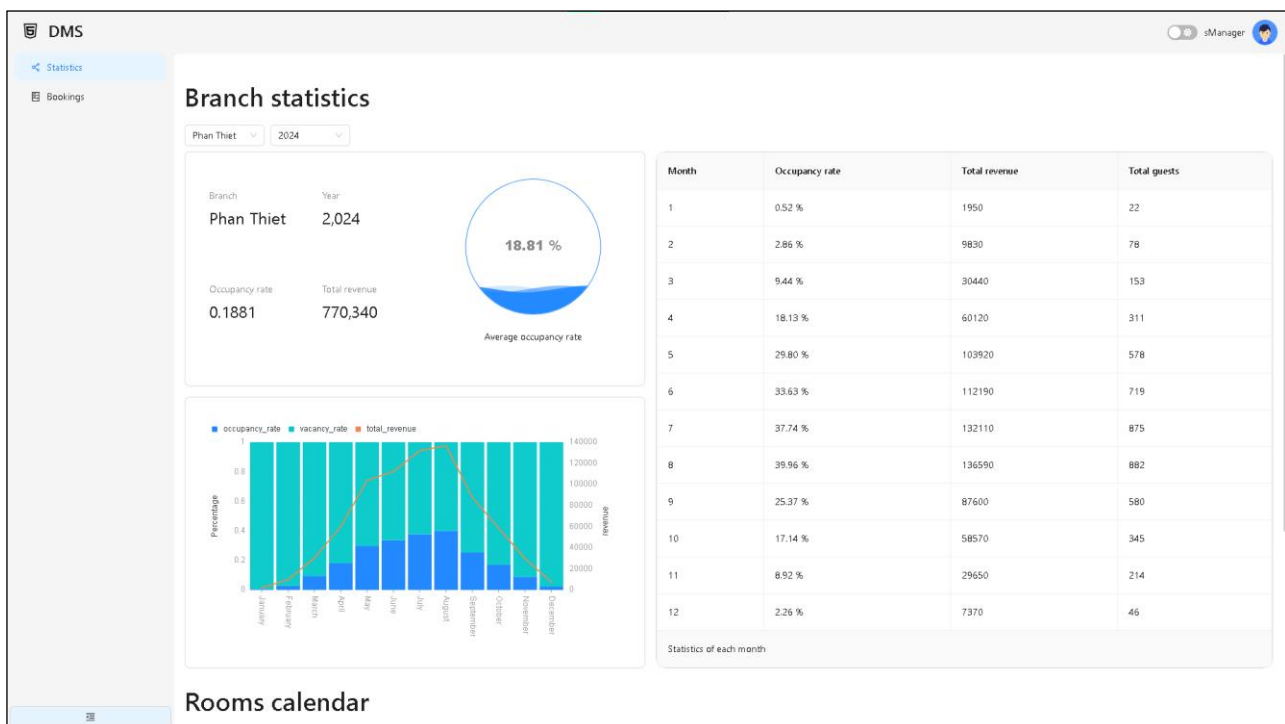 DMS
sManager
Statistics
Bookings
Branch statistics
Phan Thiet
2024
Branch Year
Phan Thiet 2,024
Occupancy rate Total revenue
0.1881 770,340
18.81 %
Average occupancy rate
occupancy_rate vacancy_rate total_revenue
Percentage
1
0.8
0.6
0.4
0.2
0
140000
120000
100000
80000
60000
40000
20000
0
revenue
January
February
March
April
May
June
July
August
September
October
November
December
Month Occupancy rate Total revenue Total guests
1 0.52 % 1950 22
2 2.86 % 9830 78
3 9.44 % 30440 153
4 18.13 % 60120 311
5 29.80 % 103920 578
6 33.63 % 112190 719
7 37.74 % 132110 875
8 39.96 % 136590 882
9 25.37 % 87600 580
10 17.14 % 58570 345
11 8.92 % 29650 214
12 2.26 % 7370 46
Statistics of each month
Rooms calendar